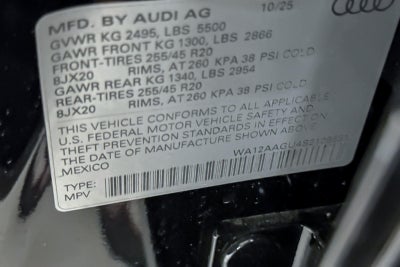 MFD. BY AUDI AG 10/25
GVWR KG 2495, LBS 5500
GAWR FRONT KG 1300, LBS 2866
FRONT-TIRES 255/45 R20
8JX20 RIMS, AT 260 KPA 38 PSI COLD
GAWR REAR KG 1340, LBS 2954
REAR-TIRES 255/45 R20
8JX20 RIMS, AT 260 KPA 38 PSI COLD
THIS VEHICLE CONFORMS TO ALL APPLICABLE
U.S. FEDERAL MOTOR VEHICLE SAFETY AND
THEFT PREVENTION STANDARDS IN EFFECT ON
THE DATE OF MANUFACTURE SHOWN ABOVE.
MEXICO
TYPE:
MPV